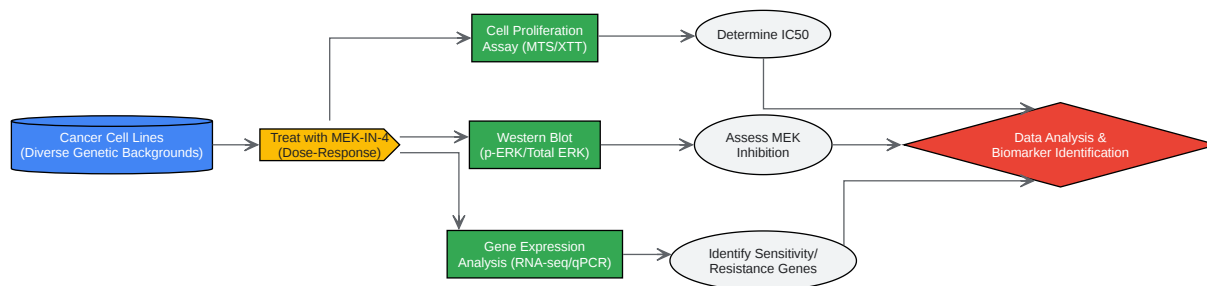 Cell Proliferation
Assay (MTS/XTT)
Determine IC50
Cancer Cell Lines
(Diverse Genetic Backgrounds)
Treat with MEK-IN-4
(Dose-Response)
Western Blot
(p-ERK/Total ERK)
Assess MEK
Inhibition
Data Analysis &
Biomarker Identification
Gene Expression
Analysis (RNA-seq/qPCR)
Identify Sensitivity/
Resistance Genes